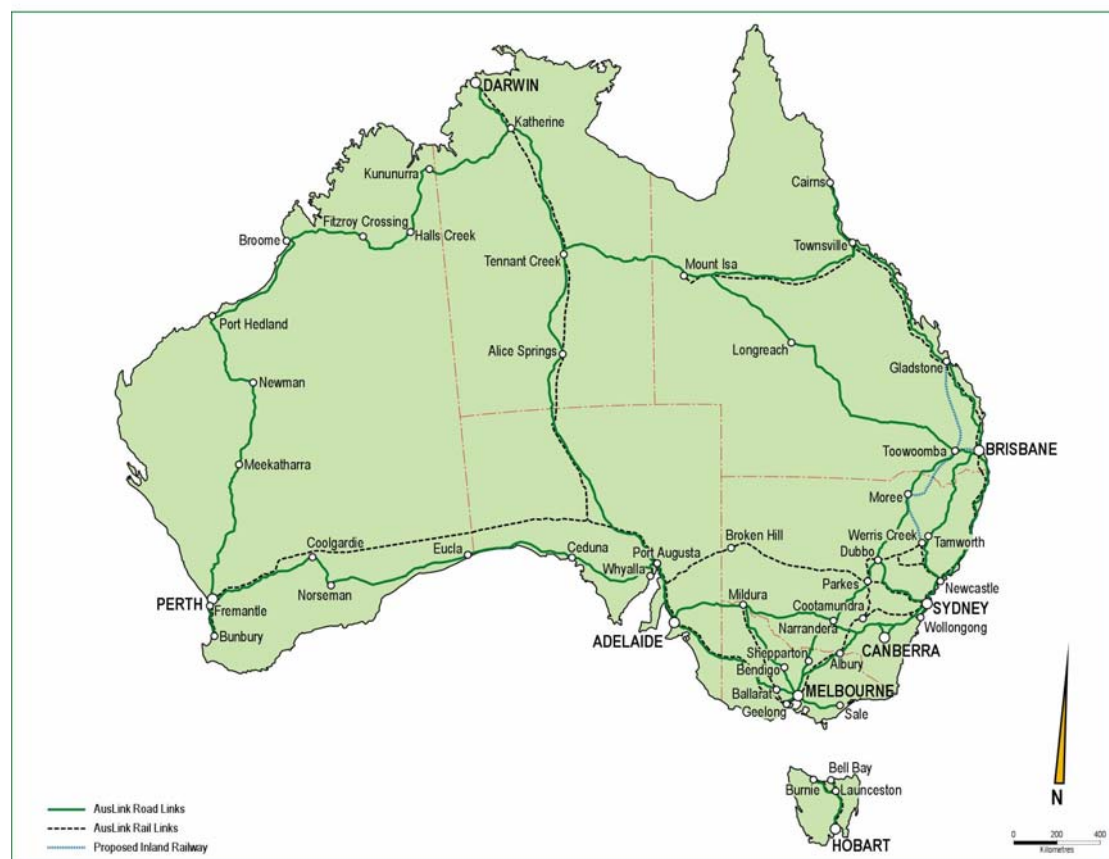 DARWIN
Katherine
Kununurra
Cairns
Fitzroy Crossing
Halls Creek
Broome
Townsville
Tennant Creek
Mount Isa
Port Hedland
Longreach
Alice Springs
Gladstone
Newman
Toowoomba
BRISBANE
Meekatharra
Moree
Coolgardie
Eucla
Ceduna
Port Augusta
Broken Hill
Werris Creek
Tamworth
Dubbo
Whyalla
Norseman
Parkes
Newcastle
PERTH
Fremantle
Mildura
Cootamundra
SYDNEY
Narrandera
Wollongong
Bunbury
ADELAIDE
CANBERRA
Shepparton
Albury
Bendigo
Ballarat
MELBOURNE
Geelong
Sale
Bell Bay
Burnie
Launceston
HOBART
N
AusLink Road Links
AusLink Rail Links
Proposed Inland Railway
0 200 400
Kilometres